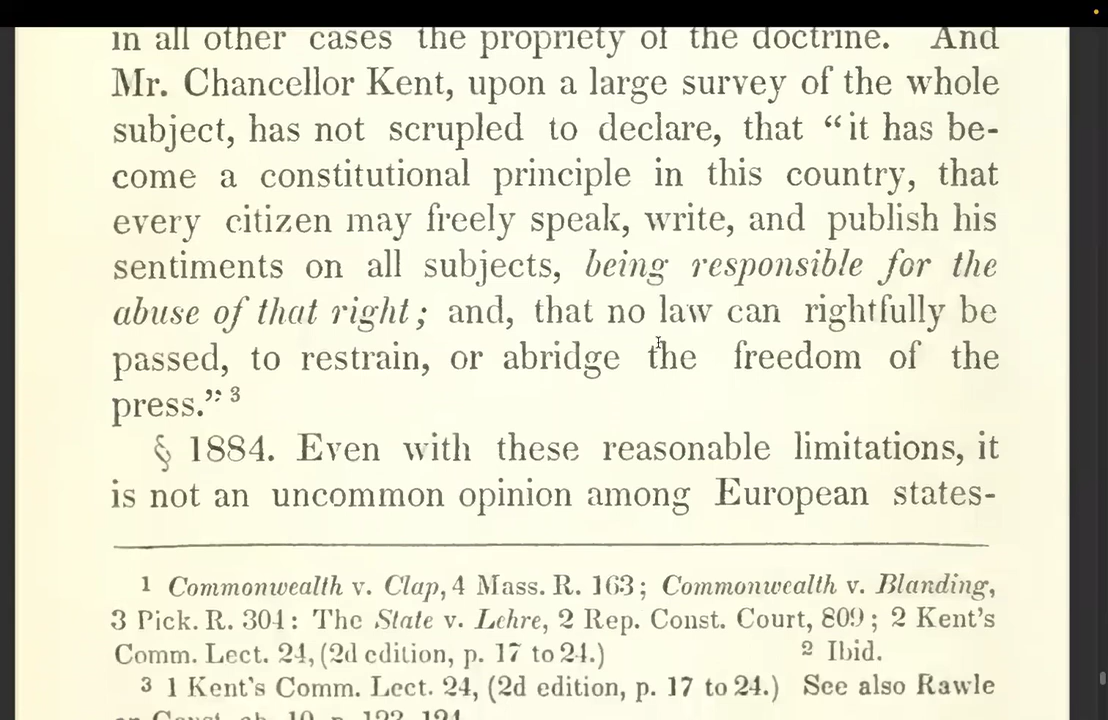 in all other cases the propriety of the doctrine. And
Mr. Chancellor Kent, upon a large survey of the whole
subject, has not scrupled to declare, that “it has be-
come a constitutional principle in this country, that
every citizen may freely speak, write, and publish his
sentiments on all subjects, being responsible for the
abuse of that right; and, that no law can rightfully be
passed, to restrain, or abridge the freedom of the
press.” 3
§ 1884. Even with these reasonable limitations, it
is not an uncommon opinion among European states-
1 Commonwealth v. Clap, 4 Mass. R. 163; Commonwealth v. Blanding,
3 Pick. R. 304: The State v. Lehre, 2 Rep. Const. Court, 809; 2 Kent's
Comm. Lect. 24, (2d edition, p. 17 to 24.) 2 Ibid.
3 1 Kent's Comm. Lect. 24, (2d edition, p. 17 to 24.) See also Rawle
on Const. ch. 10, p. 123, 124.